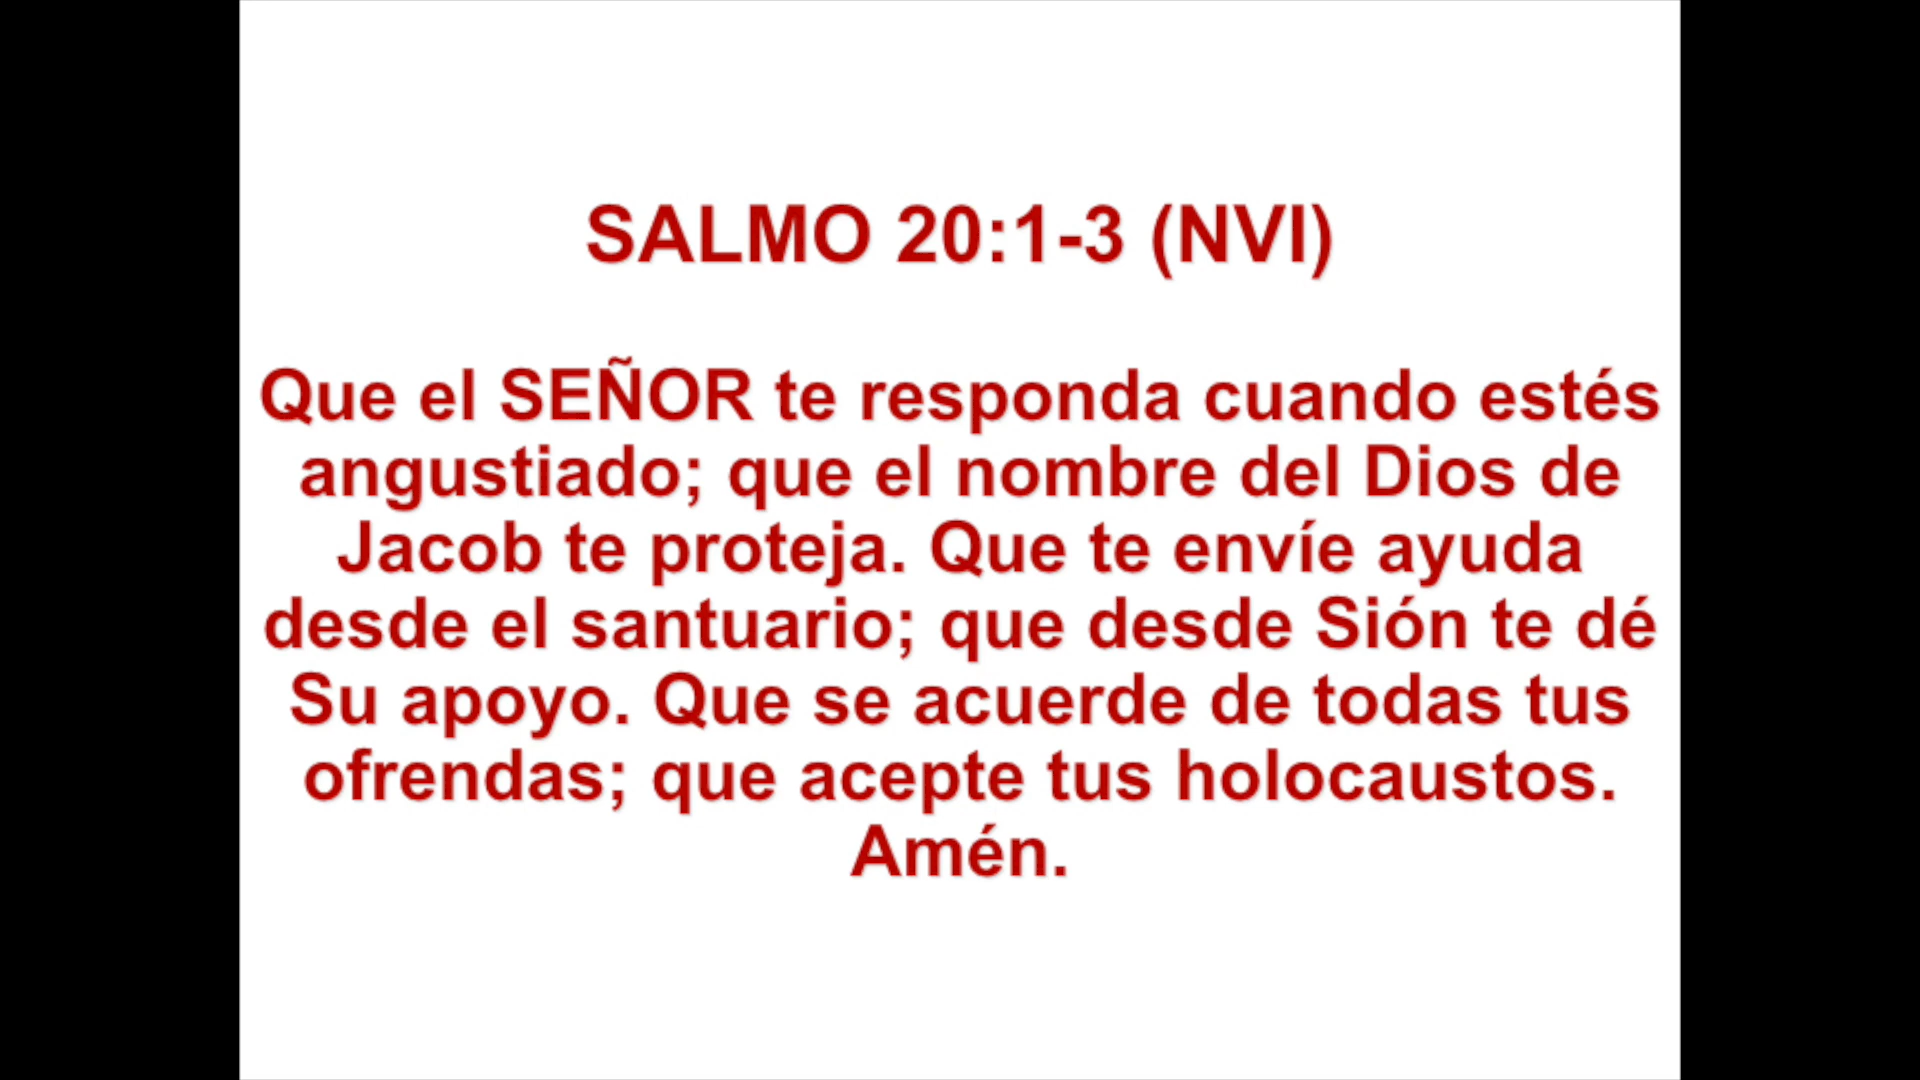 SALMO 20:1-3 (NVI)
Que el SEÑOR te responda cuando estés
angustiado; que el nombre del Dios de
Jacob te proteja. Que te envíe ayuda
desde el santuario; que desde Sión te dé
Su apoyo. Que se acuerde de todas tus
ofrendas; que acepte tus holocaustos.
Amén.